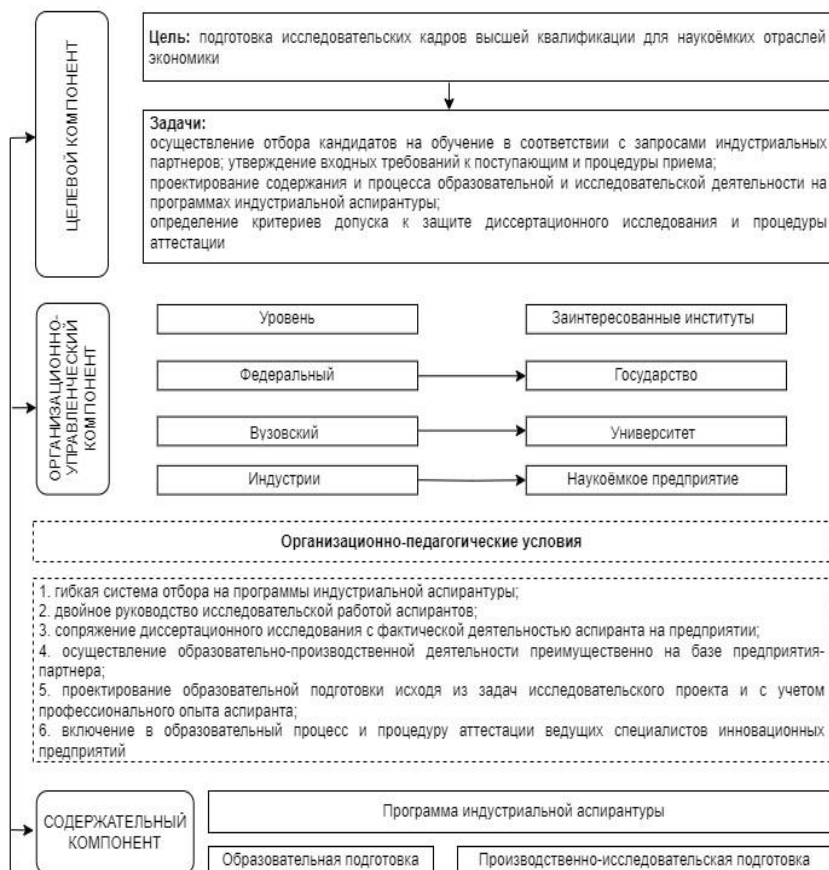 ЦЕЛЕВОЙ КОМПОНЕНТ
Цель: подготовка исследовательских кадров высшей квалификации для наукоёмких отраслей
экономики
Задачи:
осуществление отбора кандидатов на обучение в соответствии с запросами индустриальных
партнеров; утверждение входных требований к поступающим и процедуры приема;
проектирование содержания и процесса образовательной и исследовательской деятельности на
программах индустриальной аспирантуры;
определение критериев допуска к защите диссертационного исследования и процедуры
аттестации
ОРГАНИЗАЦИОННО-
УПРАВЛЕНЧЕСКИЙ
КОМПОНЕНТ
Уровень
Заинтересованные институты
Федеральный
Государство
Вузовский
Университет
Индустрии
Наукоёмкое предприятие
Организационно-педагогические условия
1. гибкая система отбора на программы индустриальной аспирантуры;
2. двойное руководство исследовательской работой аспирантов;
3. сопряжение диссертационного исследования с фактической деятельностью аспиранта на предприятии;
4. осуществление образовательно-производственной деятельности преимущественно на базе предприятия-
партнера;
5. проектирование образовательной подготовки исходя из задач исследовательского проекта и с учетом
профессионального опыта аспиранта;
6. включение в образовательный процесс и процедуру аттестации ведущих специалистов инновационных
предприятий
СОДЕРЖАТЕЛЬНЫЙ
КОМПОНЕНТ
Программа индустриальной аспирантуры
Образовательная подготовка
Производственно-исследовательская подготовка